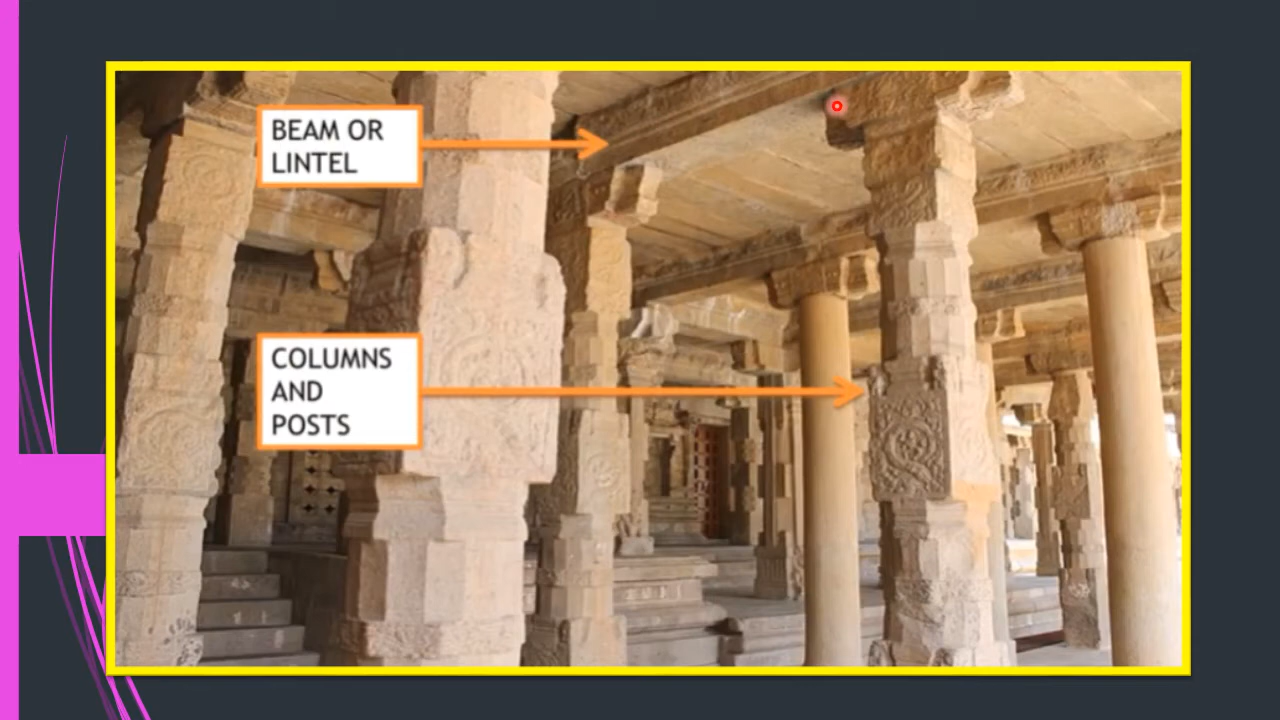 BEAM OR
LINTEL
COLUMNS
AND
POSTS